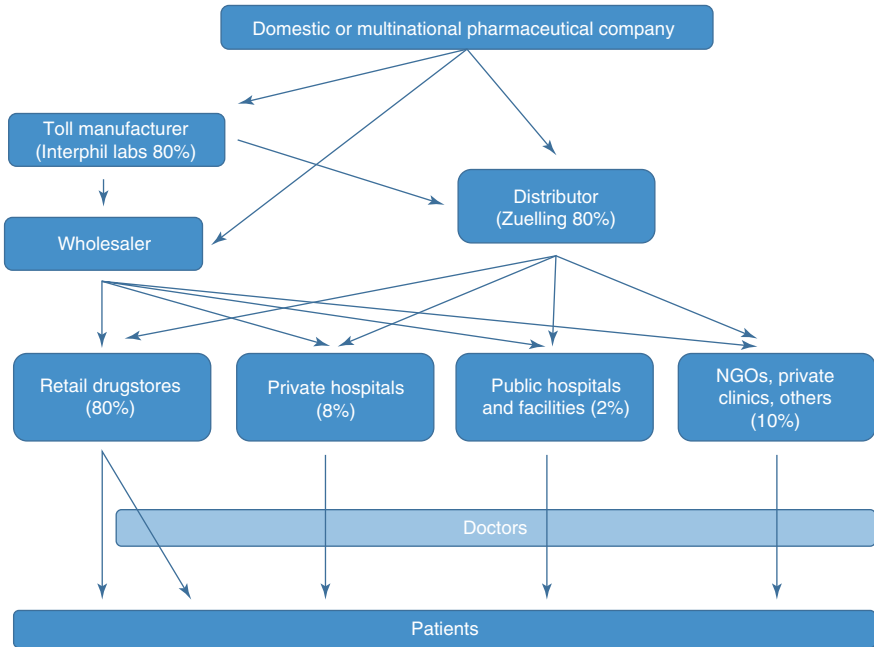 Domestic or multinational pharmaceutical company
Toll manufacturer
(Interphil labs 80%)
Distributor
(Zuelling 80%)
Wholesaler
Retail drugstores
(80%)
Private hospitals
(8%)
Public hospitals
and facilities (2%)
NGOs, private
clinics, others
(10%)
Doctors
Patients